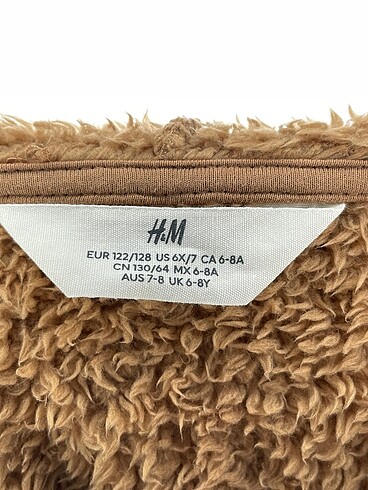 H&M
EUR 122/128 US 6X/7 CA 6-8A
CN 130/64 MX 6-8A
AUS 7-8 UK 6-8Y